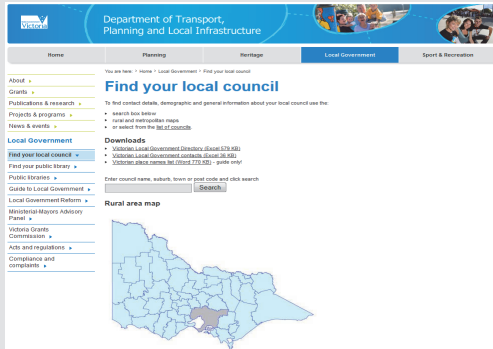 Victoria
Department of Transport,
Planning and Local Infrastructure
Home
Planning
Heritage
Local Government
Sport & Recreation
You are here: Home > Local Government > Find your local council
About
Grants
Publications & research
Projects & programs
News & events
Local Government
Find your local council
Find your public library
Public libraries
Guide to Local Government
Local Government Reform
Ministerial-Mayors Advisory
Panel
Victoria Grants
Commission
Acts and regulations
Compliance and
complaints
Find your local council
To find contact details, demographic and general information about your local council use the:
search box below
rural and metropolitan maps
or select from the list of councils.
Downloads
Victorian Local Government Directory (Excel 579 KB)
Victorian Local Government contacts (Excel 36 KB)
Victorian place names list (Word 770 KB) - guide only!
Enter council name, suburb, town or post code and click search
Search
Rural area map